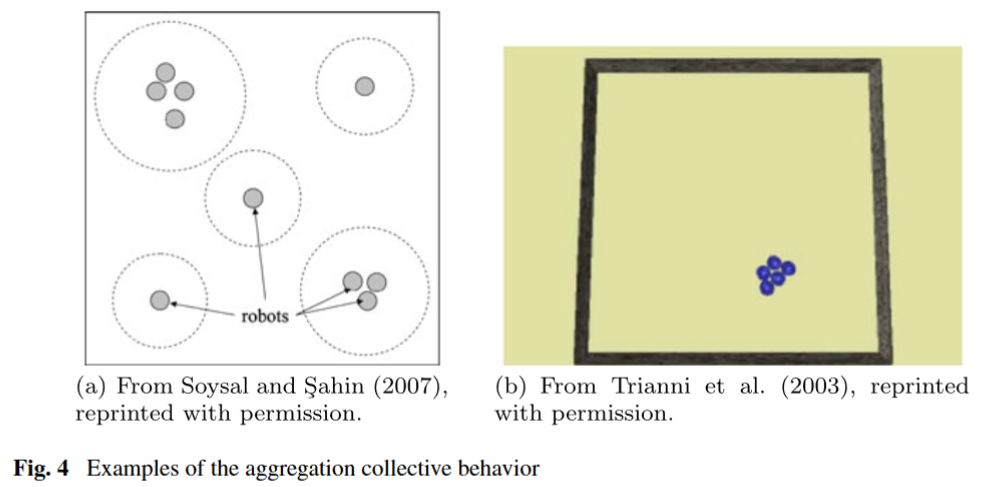 robots
(a) From Soysal and Şahin (2007),
reprinted with permission.
(b) From Trianni et al. (2003), reprinted
with permission.
Fig. 4 Examples of the aggregation collective behavior